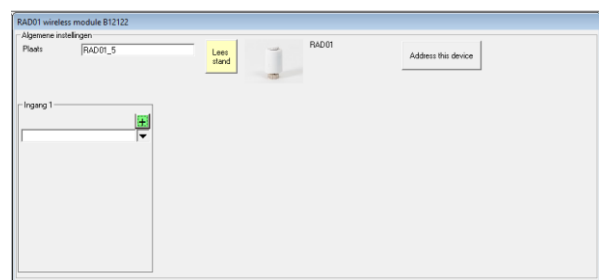 RAD01 wireless module B12122
Algemene instellingen
Plaats RAD01_5
Lees
stand
RAD01
Address this device
Ingang 1